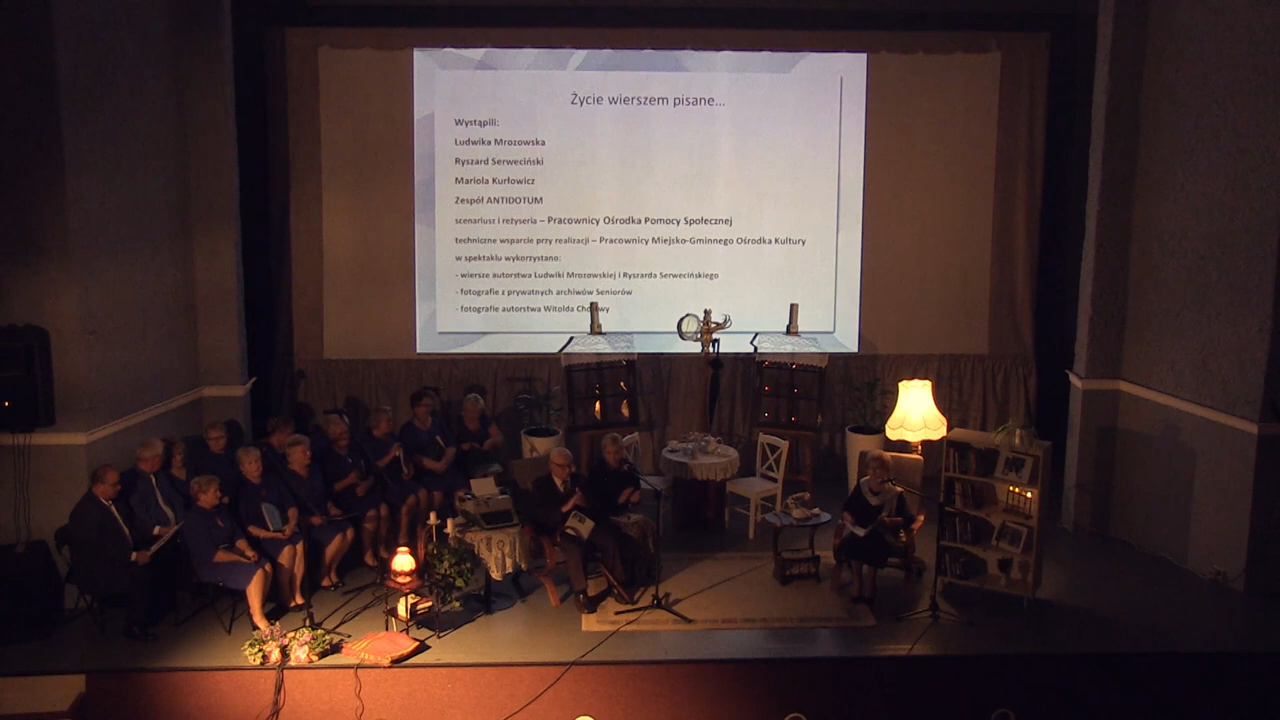 Życie wierszem pisane...
Wystąpili:
Ludwika Mrozowska
Ryszard Serweciński
Mariola Kurłowicz
Zespół ANTIDOTUM
scenariusz i reżyseria – Pracownicy Ośrodka Pomocy Społecznej
techniczne wsparcie przy realizacji – Pracownicy Miejsko-Gminnego Ośrodka Kultury
w spektaklu wykorzystano:
- wiersze autorstwa Ludwiki Mrozowskiej i Ryszarda Serwecińskiego
- fotografie z prywatnych archiwów Seniorów
- fotografie autorstwa Witolda